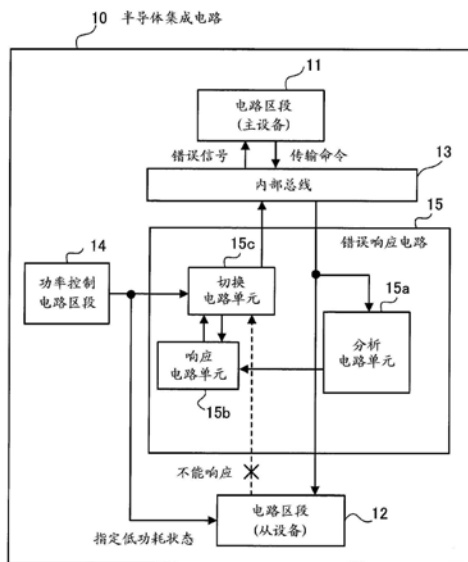 10 半导体集成电路
11
电路区段
(主设备)
错误信号 传输命令
13
内部总线
15
错误响应电路
14
功率控制
电路区段
15c
切换
电路单元
15a
分析
电路单元
响应
电路单元
15b
不能响应
电路区段
(从设备)
12
指定低功耗状态